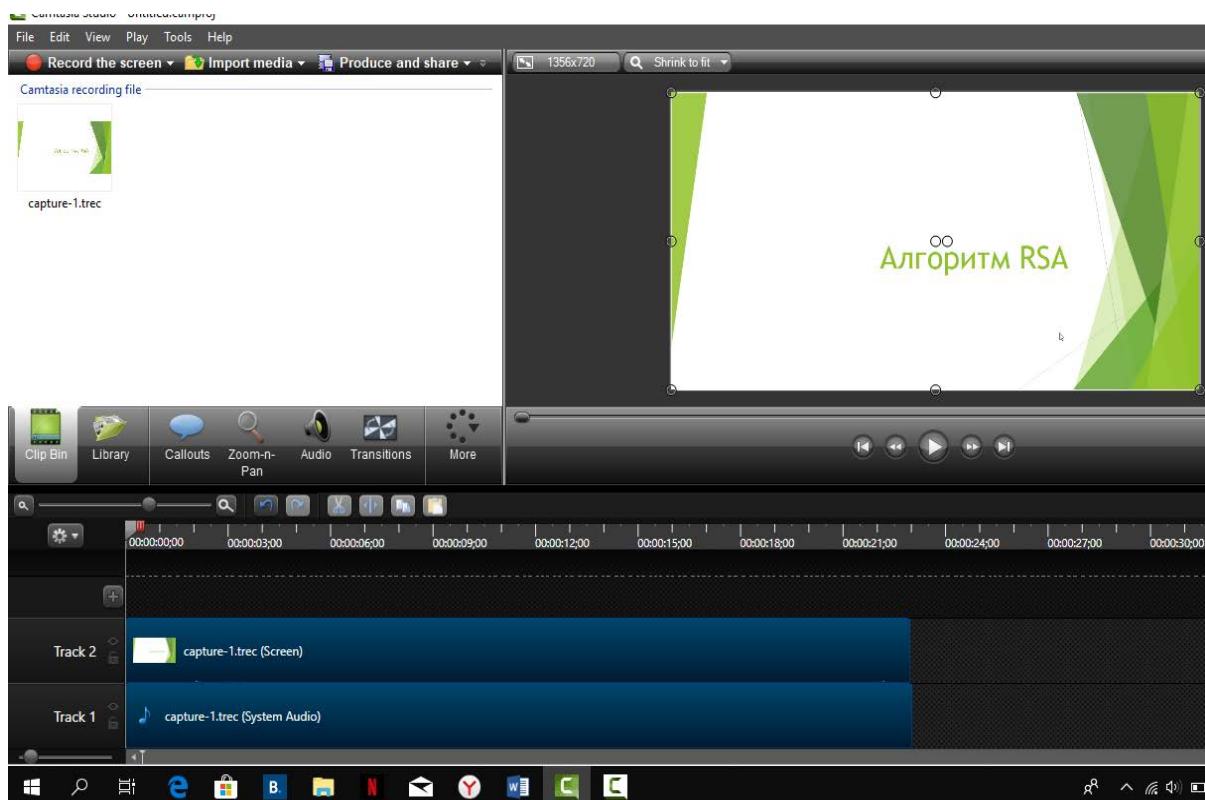 Camtasia Studio - Untitled.camproj
File Edit View Play Tools Help
Record the screen Import media Produce and share
1356x720 Shrink to fit
Camtasia recording file
capture-1.trec
Алгоритм RSA
Clip Bin Library Callouts Zoom-n-Pan Audio Transitions More
00:00:00;00 00:00:03;00 00:00:06;00 00:00:09;00 00:00:12;00 00:00:15;00 00:00:18;00 00:00:21;00 00:00:24;00 00:00:27;00 00:00:30;00
Track 2 capture-1.trec (Screen)
Track 1 capture-1.trec (System Audio)
B. N Y W C C